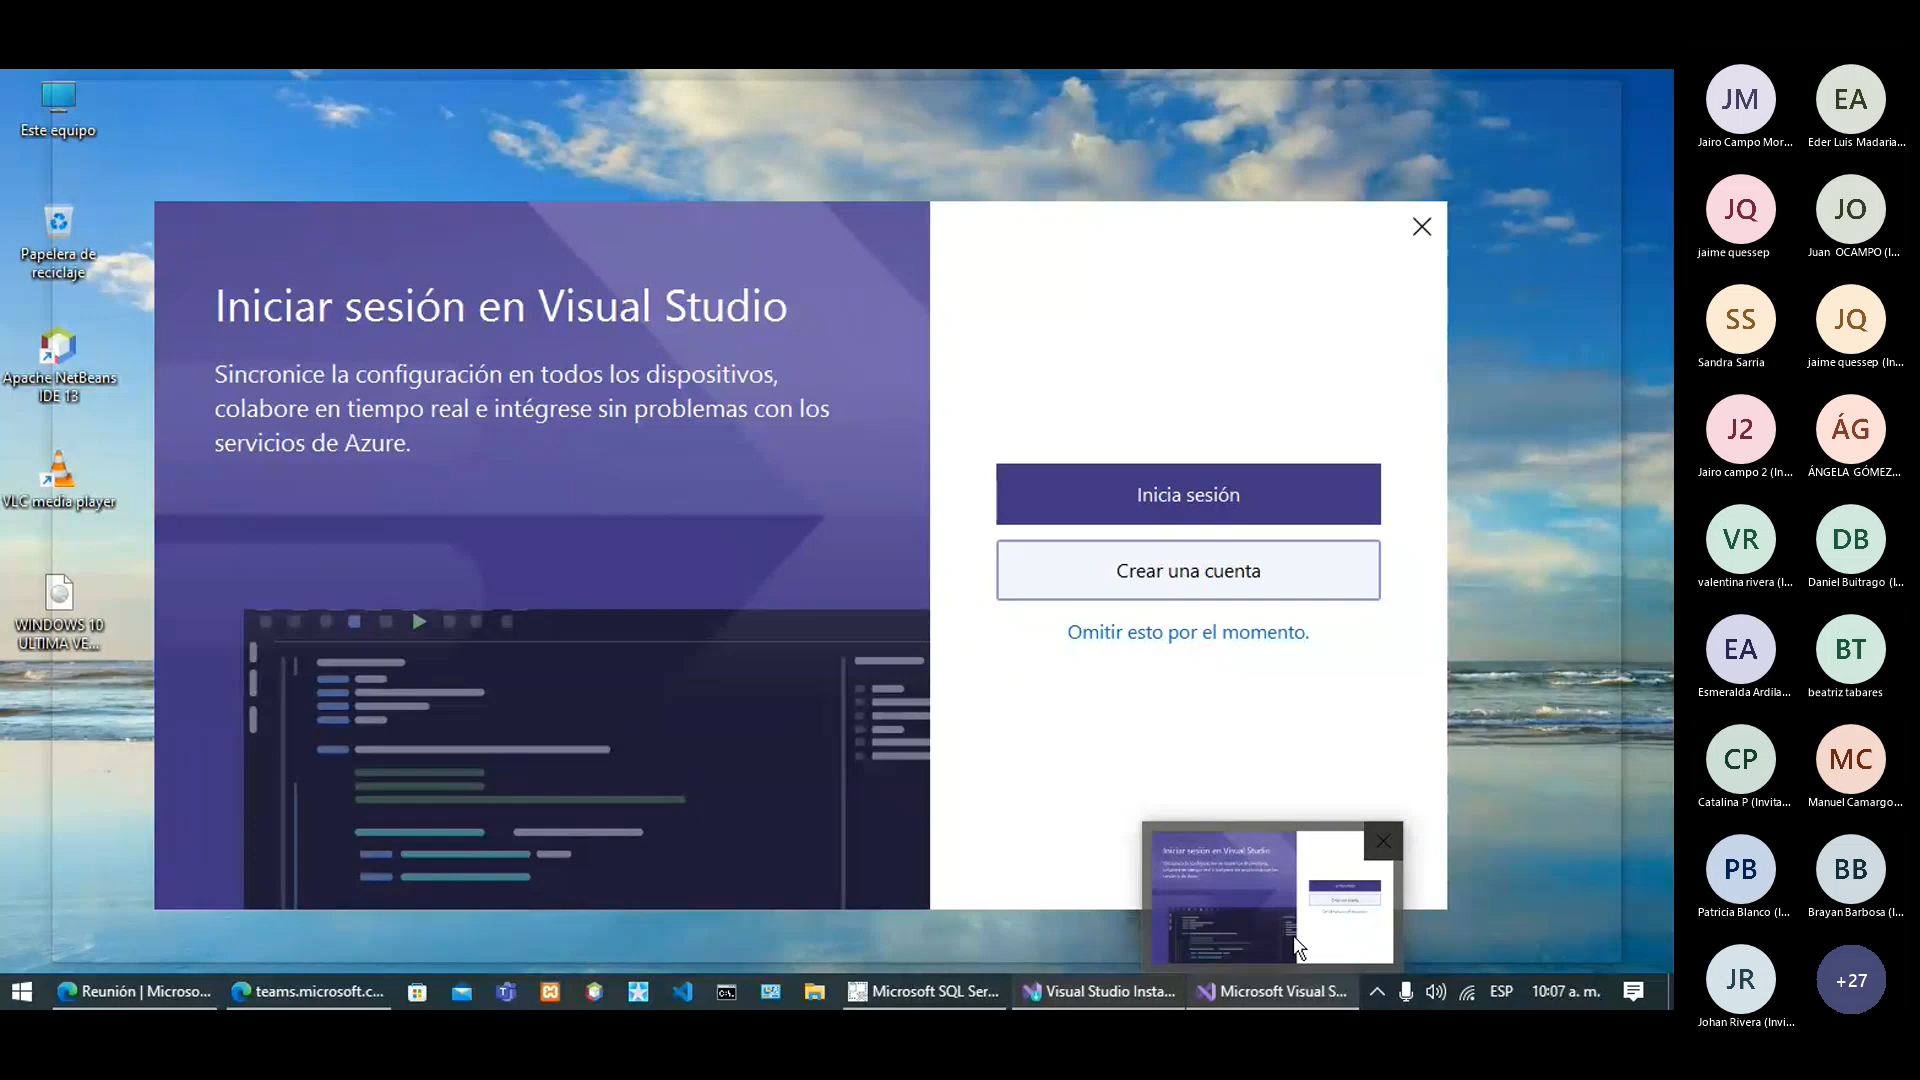 Este equipo
Papelera de
reciclaje
Apache NetBeans
IDE 13
VLC media player
WINDOWS 10
ULTIMA VE...
Iniciar sesión en Visual Studio
Sincronice la configuración en todos los dispositivos,
colabore en tiempo real e intégrese sin problemas con los
servicios de Azure.
Inicia sesión
Crear una cuenta
Omitir esto por el momento.
Iniciar sesión en Visual Studio
Reunión | Microso...
teams.microsoft.c...
Microsoft SQL Ser...
Visual Studio Insta...
Microsoft Visual S...
ESP
10:07 a. m.
JM
Jairo Campo Mor...
EA
Eder Luis Madaria...
JQ
jaime quessep
JO
Juan OCAMPO (I...
SS
Sandra Sarria
JQ
jaime quessep (In...
J2
Jairo campo 2 (In...
ÁG
ÁNGELA GÓMEZ...
VR
valentina rivera (I...
DB
Daniel Buitrago (I...
EA
Esmeralda Ardila...
BT
beatriz tabares
CP
Catalina P (Invita...
MC
Manuel Camargo...
PB
Patricia Blanco (I...
BB
Brayan Barbosa (I...
JR
Johan Rivera (Invi...
+27